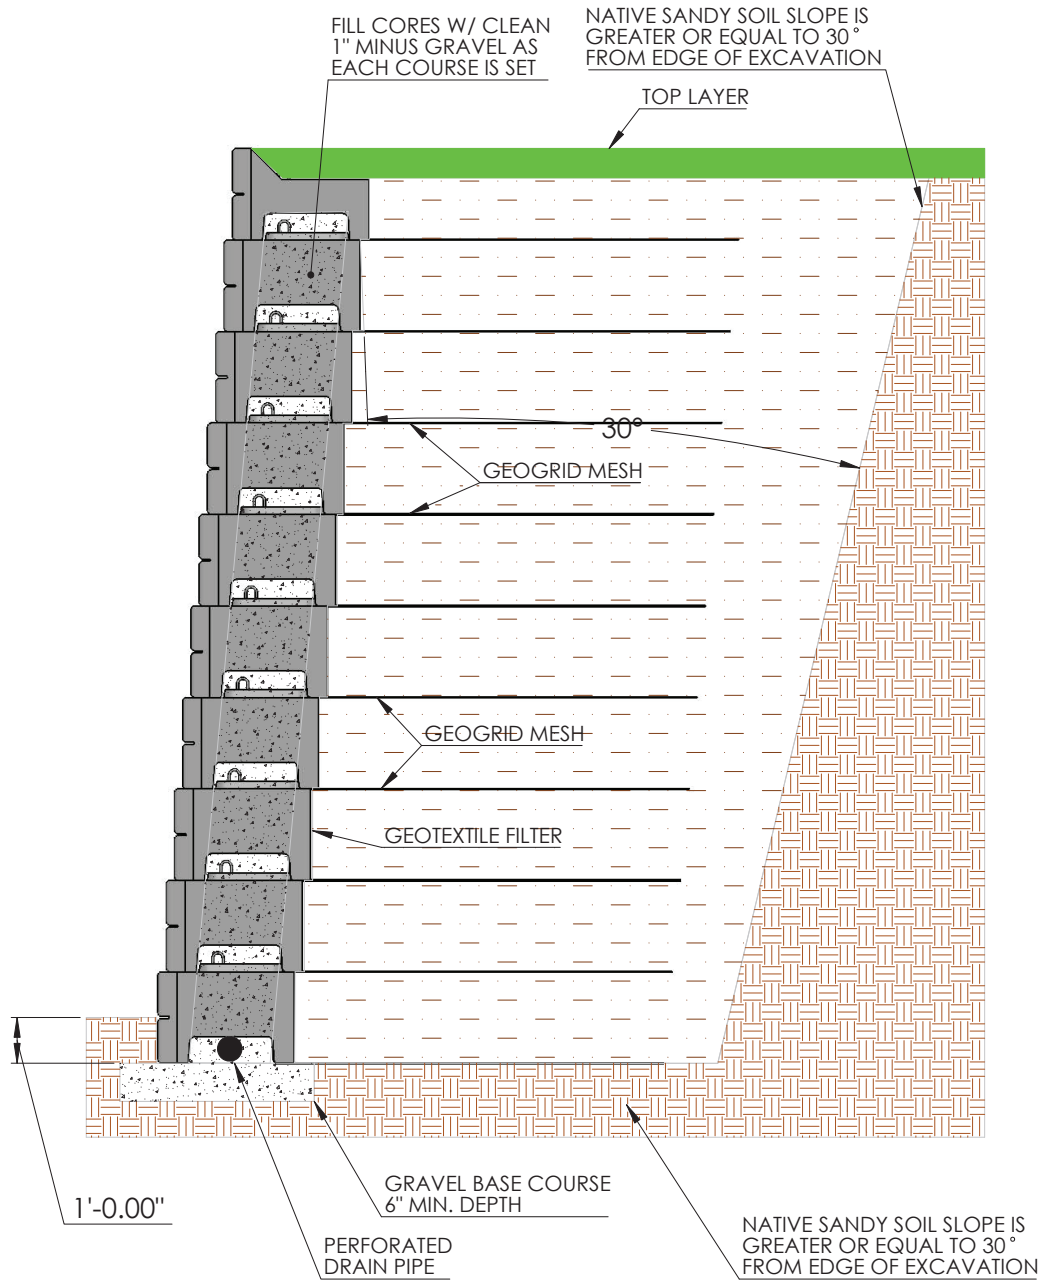 FILL CORES W/ CLEAN
1" MINUS GRAVEL AS
EACH COURSE IS SET
NATIVE SANDY SOIL SLOPE IS
GREATER OR EQUAL TO 30°
FROM EDGE OF EXCAVATION
TOP LAYER
30°
GEOGRID MESH
GEOGRID MESH
GEOTEXTILE FILTER
1'-0.00"
GRAVEL BASE COURSE
6" MIN. DEPTH
PERFORATED
DRAIN PIPE
NATIVE SANDY SOIL SLOPE IS
GREATER OR EQUAL TO 30°
FROM EDGE OF EXCAVATION